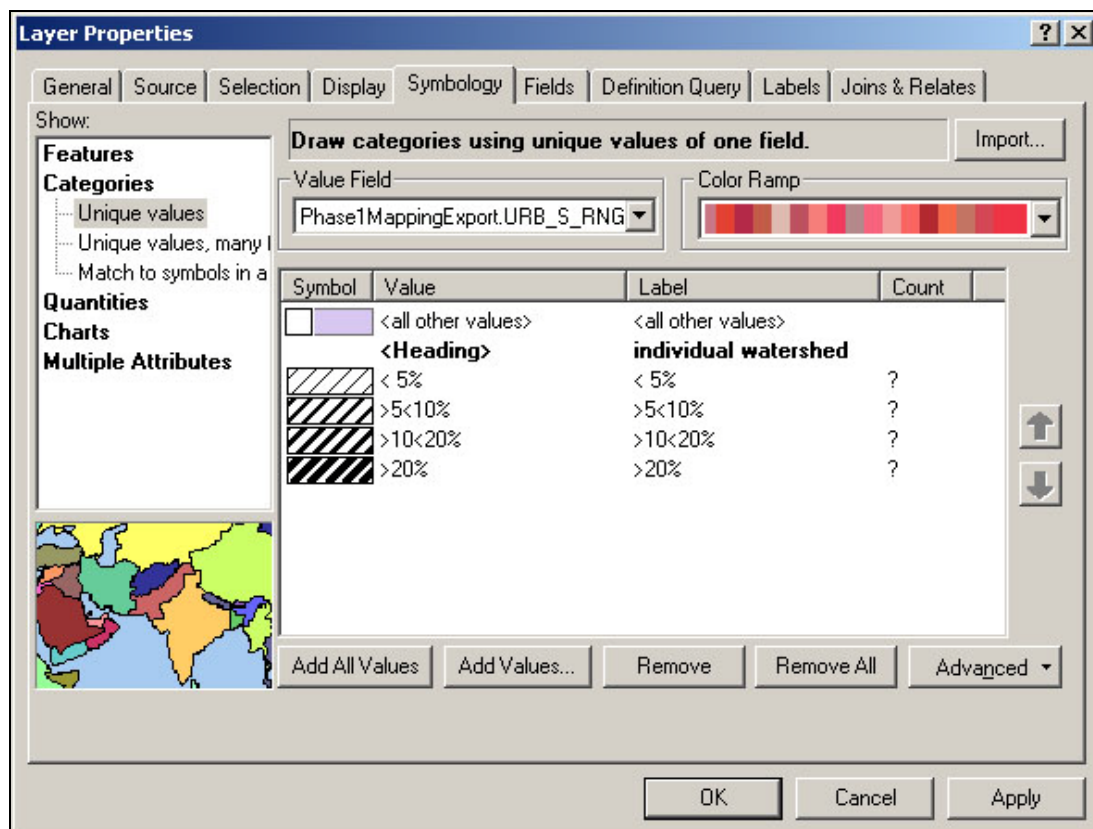 Layer Properties
General Source Selection Display Symbology Fields Definition Query Labels Joins & Relates
Show:
Features
Categories
Unique values
Unique values, many f
Match to symbols in a
Quantities
Charts
Multiple Attributes
Draw categories using unique values of one field.
Import...
Value Field
Phase1MappingExport.URB_S_RNG
Color Ramp
Symbol Value Label Count
<all other values> <all other values>
<Heading> individual watershed
< 5% < 5% ?
>5<10% >5<10% ?
>10<20% >10<20% ?
>20% >20% ?
Add All Values Add Values... Remove Remove All Advanced
OK Cancel Apply